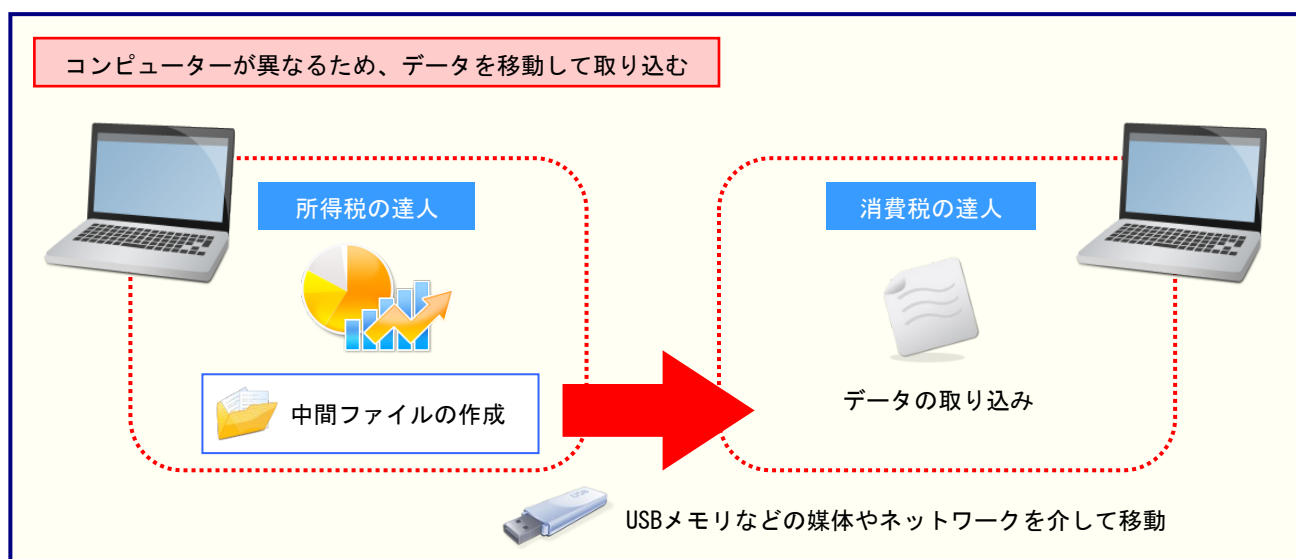 コンピューターが異なるため、データを移動して取り込む
所得税の達人
消費税の達人
中間ファイルの作成
データの取り込み
USB
USBメモリなどの媒体やネットワークを介して移動